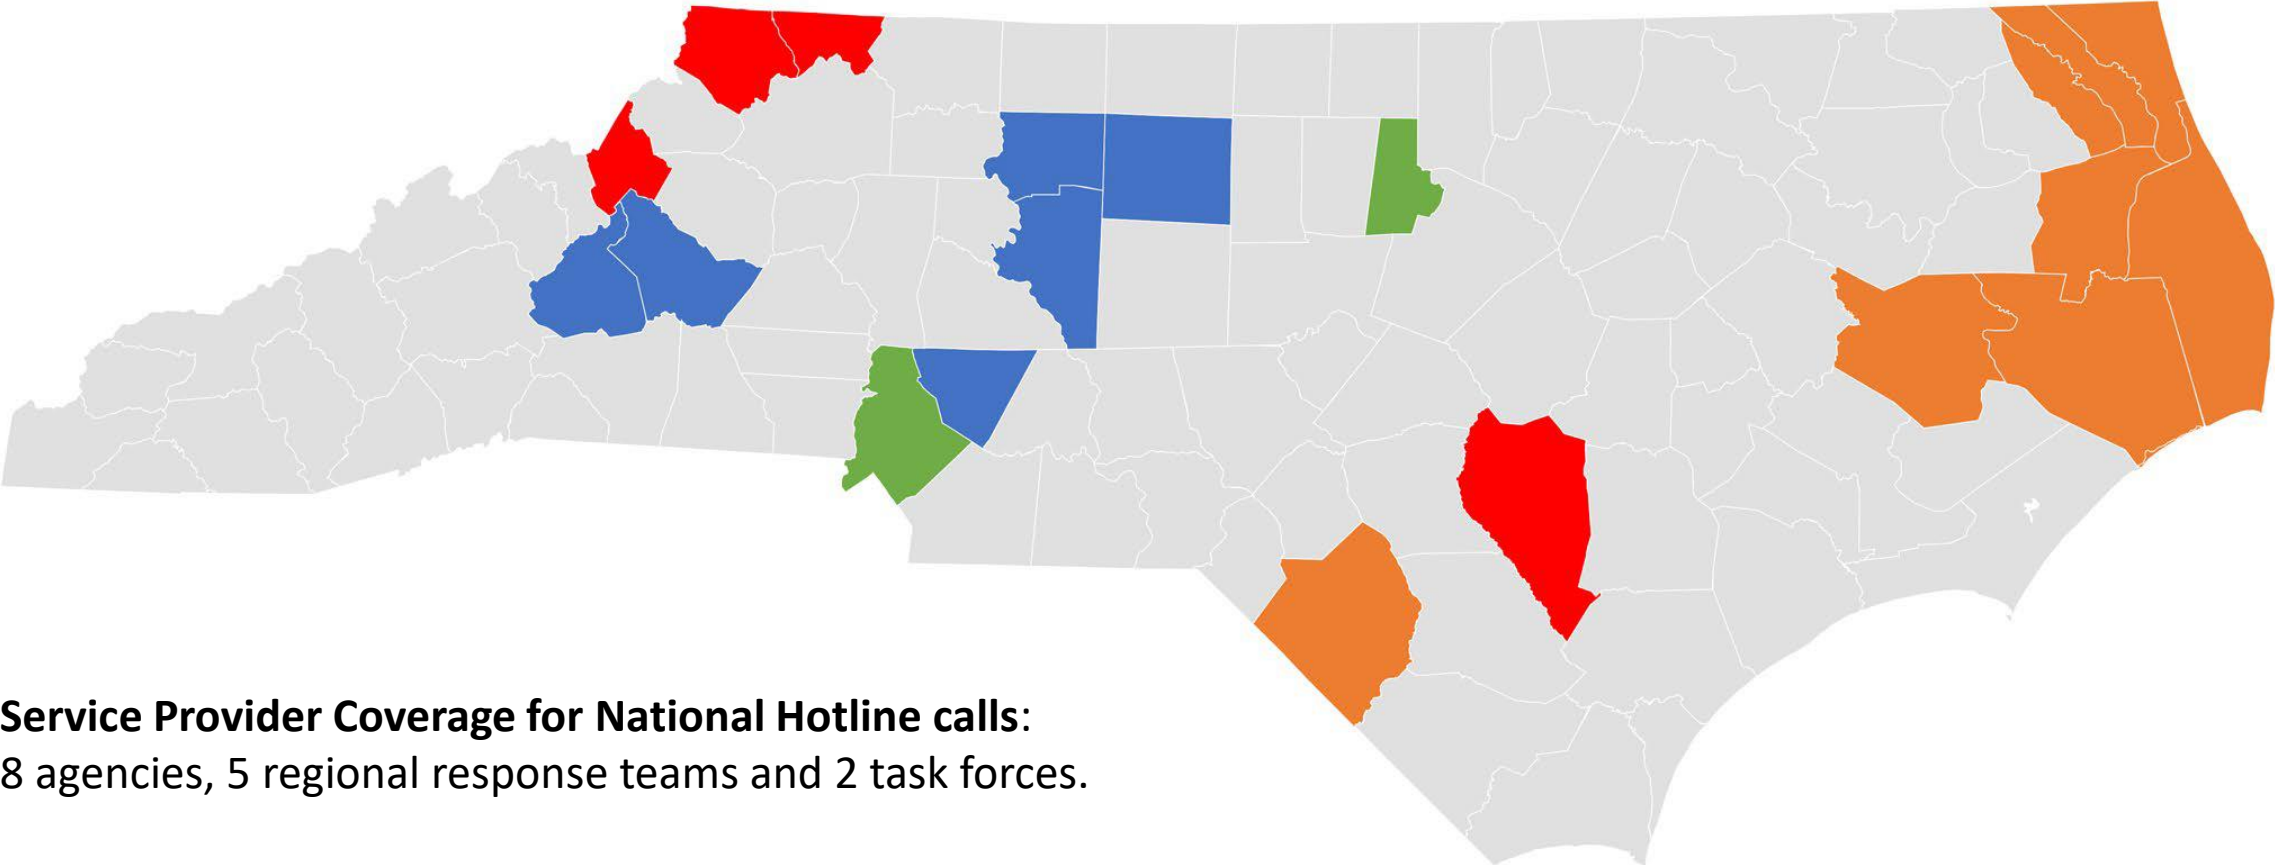 Service Provider Coverage for National Hotline calls:
8 agencies, 5 regional response teams and 2 task forces.